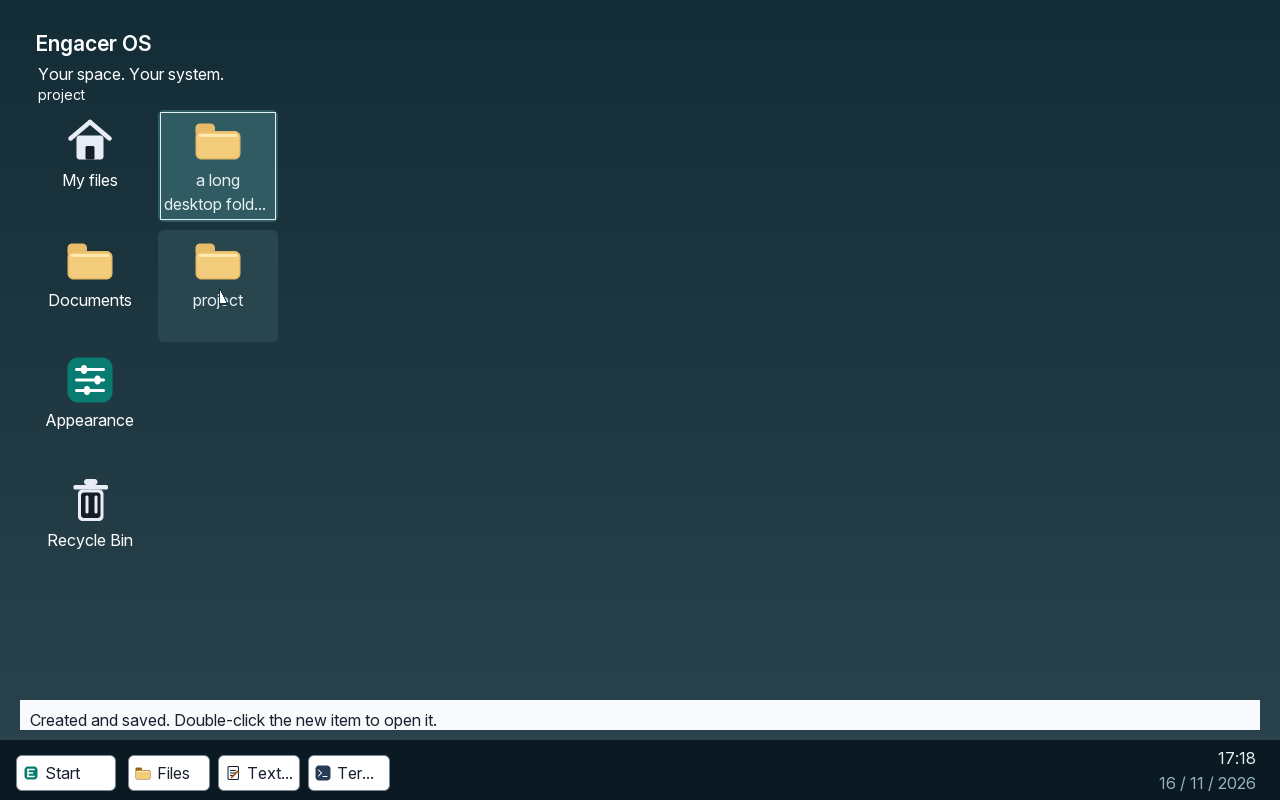 Engacer OS
Your space. Your system.
project
My files
a long
desktop fold...
Documents
project
Appearance
Recycle Bin
Created and saved. Double-click the new item to open it.
Start
Files
Text...
Ter...
17:18
16 / 11 / 2026